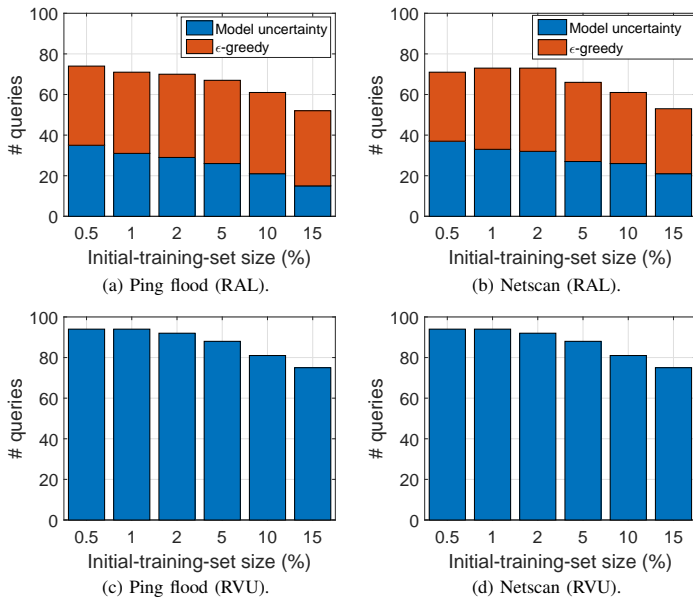 100
80
60
40
20
0
# queries
Model uncertainty
ϵ-greedy
0.5 1 2 5 10 15
Initial-training-set size (%)
(a) Ping flood (RAL).
100
80
60
40
20
0
# queries
Model uncertainty
ϵ-greedy
0.5 1 2 5 10 15
Initial-training-set size (%)
(b) Netscan (RAL).
100
80
60
40
20
0
# queries
0.5 1 2 5 10 15
Initial-training-set size (%)
(c) Ping flood (RVU).
100
80
60
40
20
0
# queries
0.5 1 2 5 10 15
Initial-training-set size (%)
(d) Netscan (RVU).